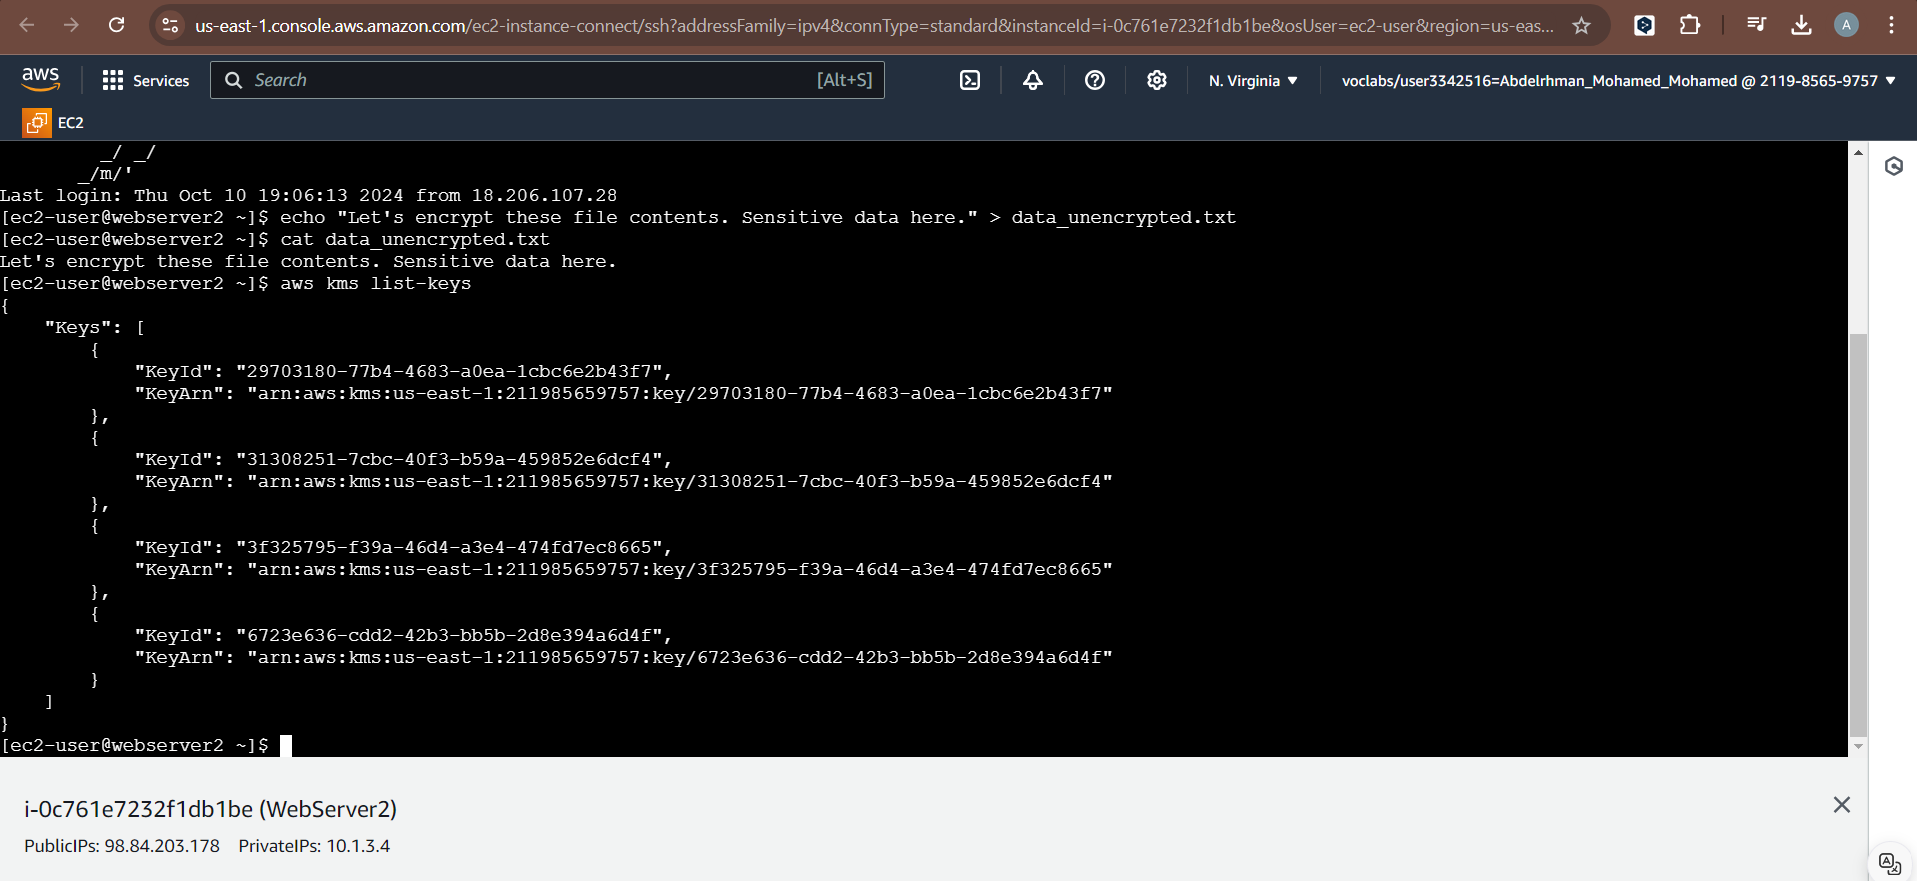 us-east-1.console.aws.amazon.com/ec2-instance-connect/ssh?addressFamily=ipv4&connType=standard&instanceId=i-0c761e7232f1db1be&osUser=ec2-user&region=us-eas...
A
aws
Services
Search
[Alt+S]
N. Virginia
voclabs/user3342516=Abdelrhman_Mohamed_Mohamed @ 2119-8565-9757
EC2
_/ _/
_/m/'
Last login: Thu Oct 10 19:06:13 2024 from 18.206.107.28
[ec2-user@webserver2 ~]$ echo "Let's encrypt these file contents. Sensitive data here." > data_unencrypted.txt
[ec2-user@webserver2 ~]$ cat data_unencrypted.txt
Let's encrypt these file contents. Sensitive data here.
[ec2-user@webserver2 ~]$ aws kms list-keys
{
"Keys": [
{
"KeyId": "29703180-77b4-4683-a0ea-1cbc6e2b43f7",
"KeyArn": "arn:aws:kms:us-east-1:211985659757:key/29703180-77b4-4683-a0ea-1cbc6e2b43f7"
},
{
"KeyId": "31308251-7cbc-40f3-b59a-459852e6dcf4",
"KeyArn": "arn:aws:kms:us-east-1:211985659757:key/31308251-7cbc-40f3-b59a-459852e6dcf4"
},
{
"KeyId": "3f325795-f39a-46d4-a3e4-474fd7ec8665",
"KeyArn": "arn:aws:kms:us-east-1:211985659757:key/3f325795-f39a-46d4-a3e4-474fd7ec8665"
},
{
"KeyId": "6723e636-cdd2-42b3-bb5b-2d8e394a6d4f",
"KeyArn": "arn:aws:kms:us-east-1:211985659757:key/6723e636-cdd2-42b3-bb5b-2d8e394a6d4f"
}
]
}
[ec2-user@webserver2 ~]$
i-0c761e7232f1db1be (WebServer2)
PublicIPs: 98.84.203.178 PrivateIPs: 10.1.3.4